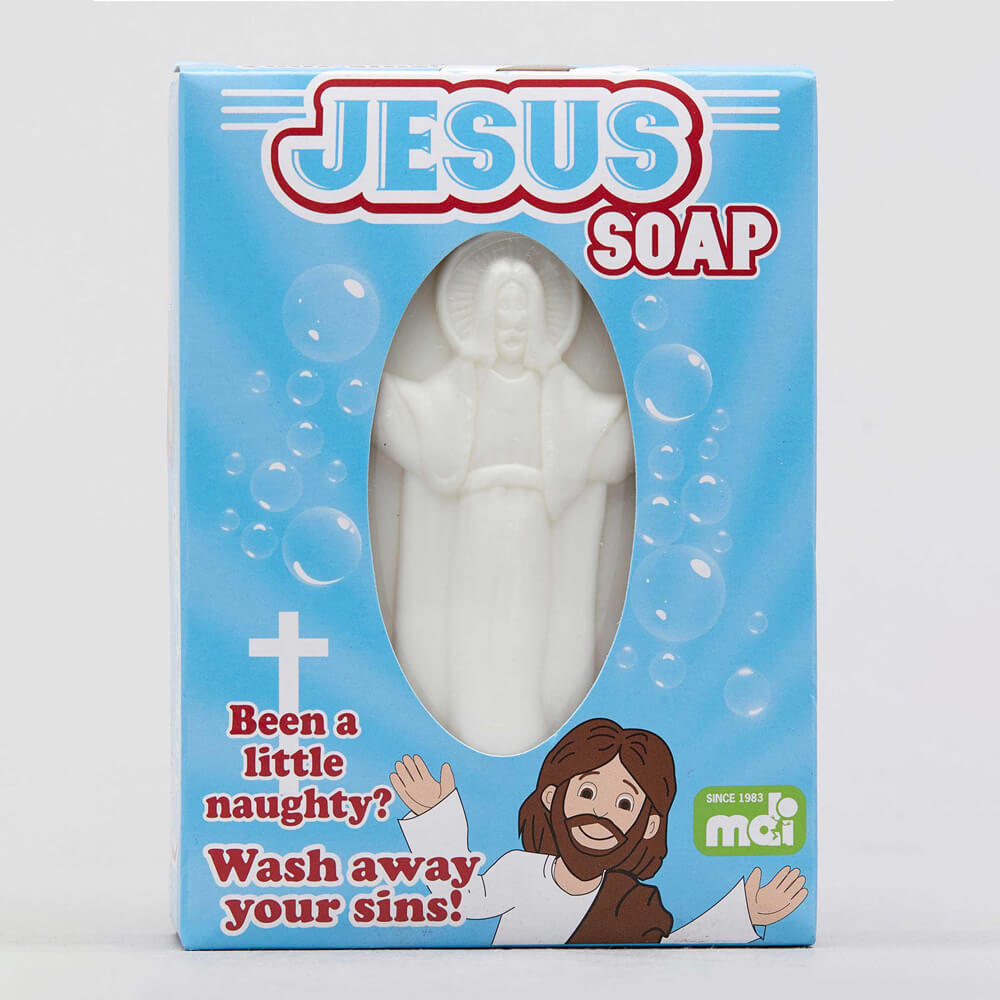 JESUS
SOAP
Been a
little
naughty?
Wash away
your sins!
SINCE 1983
mdi